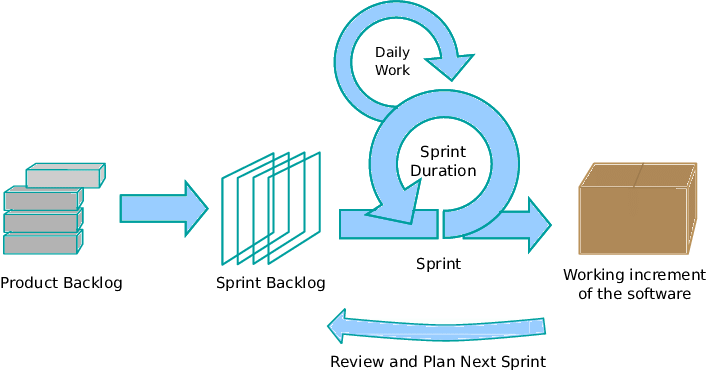 Daily
Work
Sprint
Duration
Product Backlog
Sprint Backlog
Sprint
Working increment
of the software
Review and Plan Next Sprint